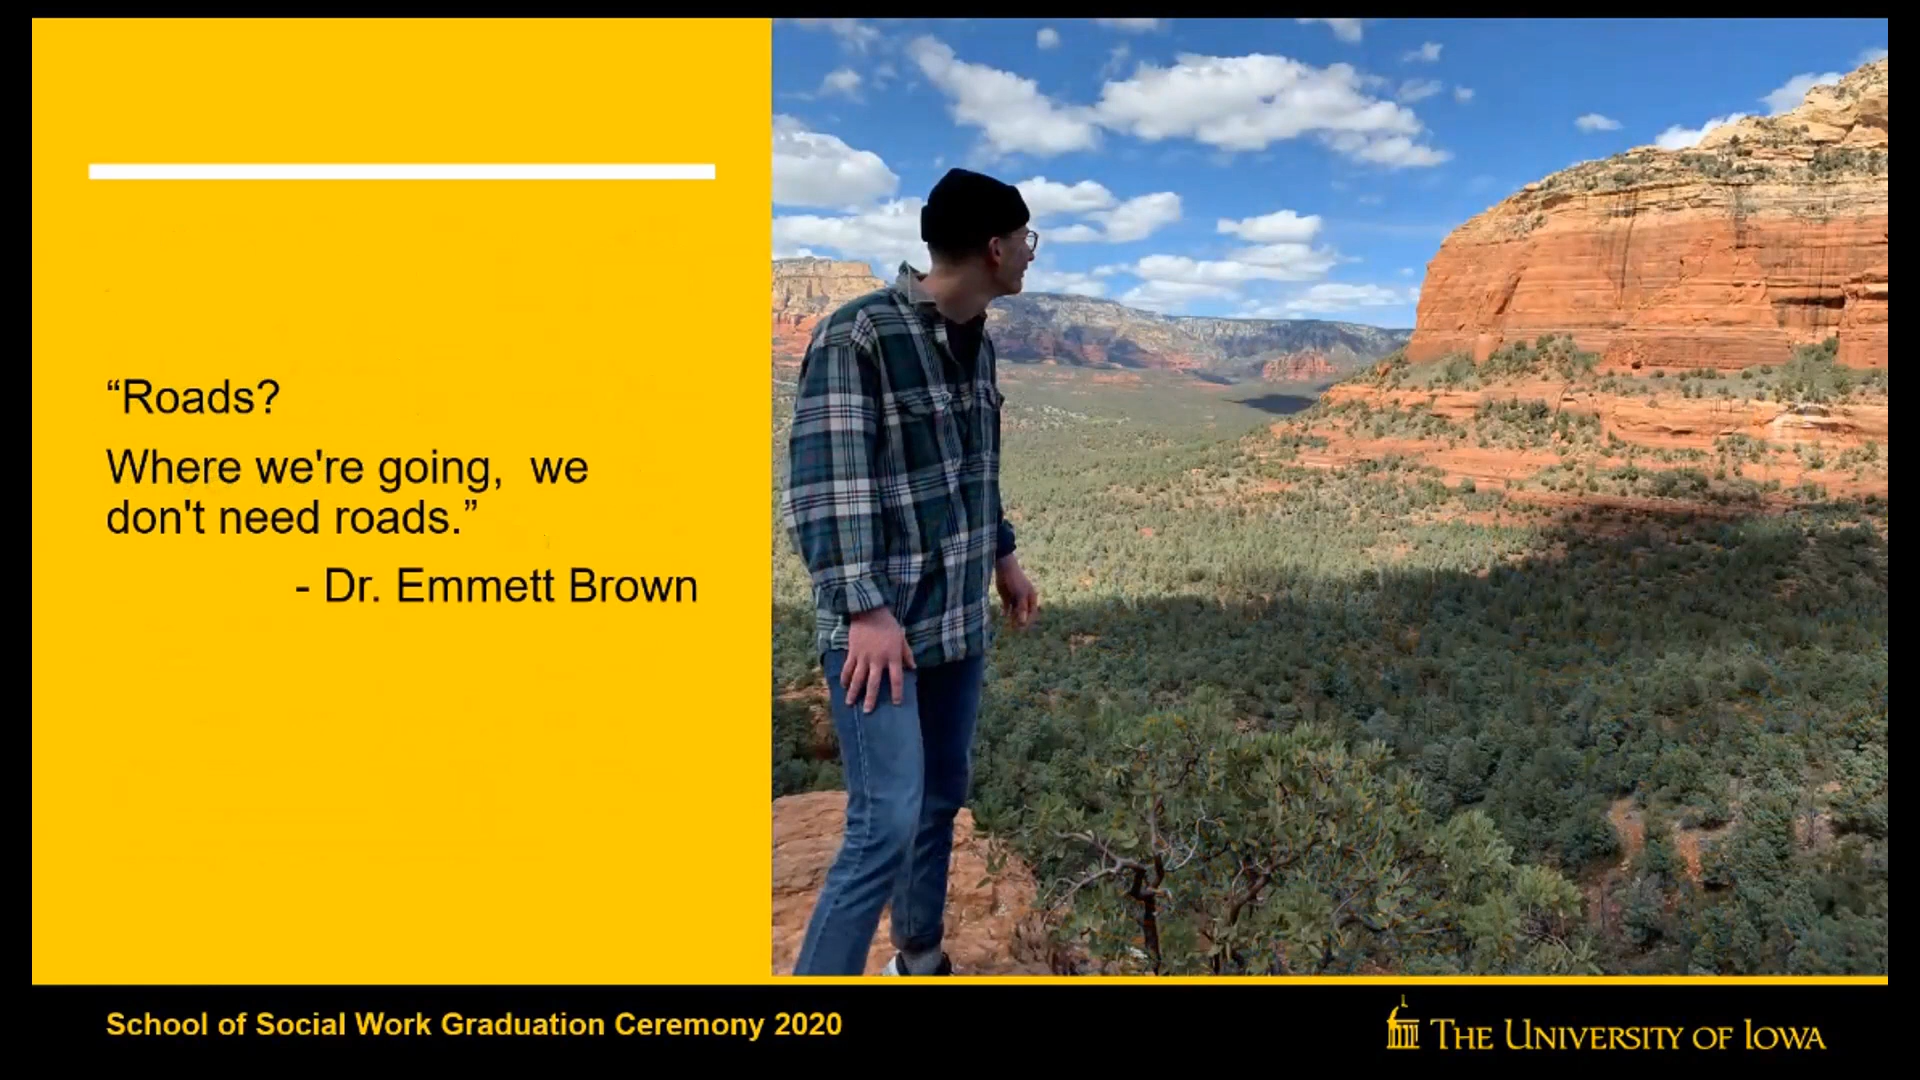 “Roads?
Where we're going,  we
don't need roads.”
- Dr. Emmett Brown
School of Social Work Graduation Ceremony 2020
THE UNIVERSITY OF IOWA